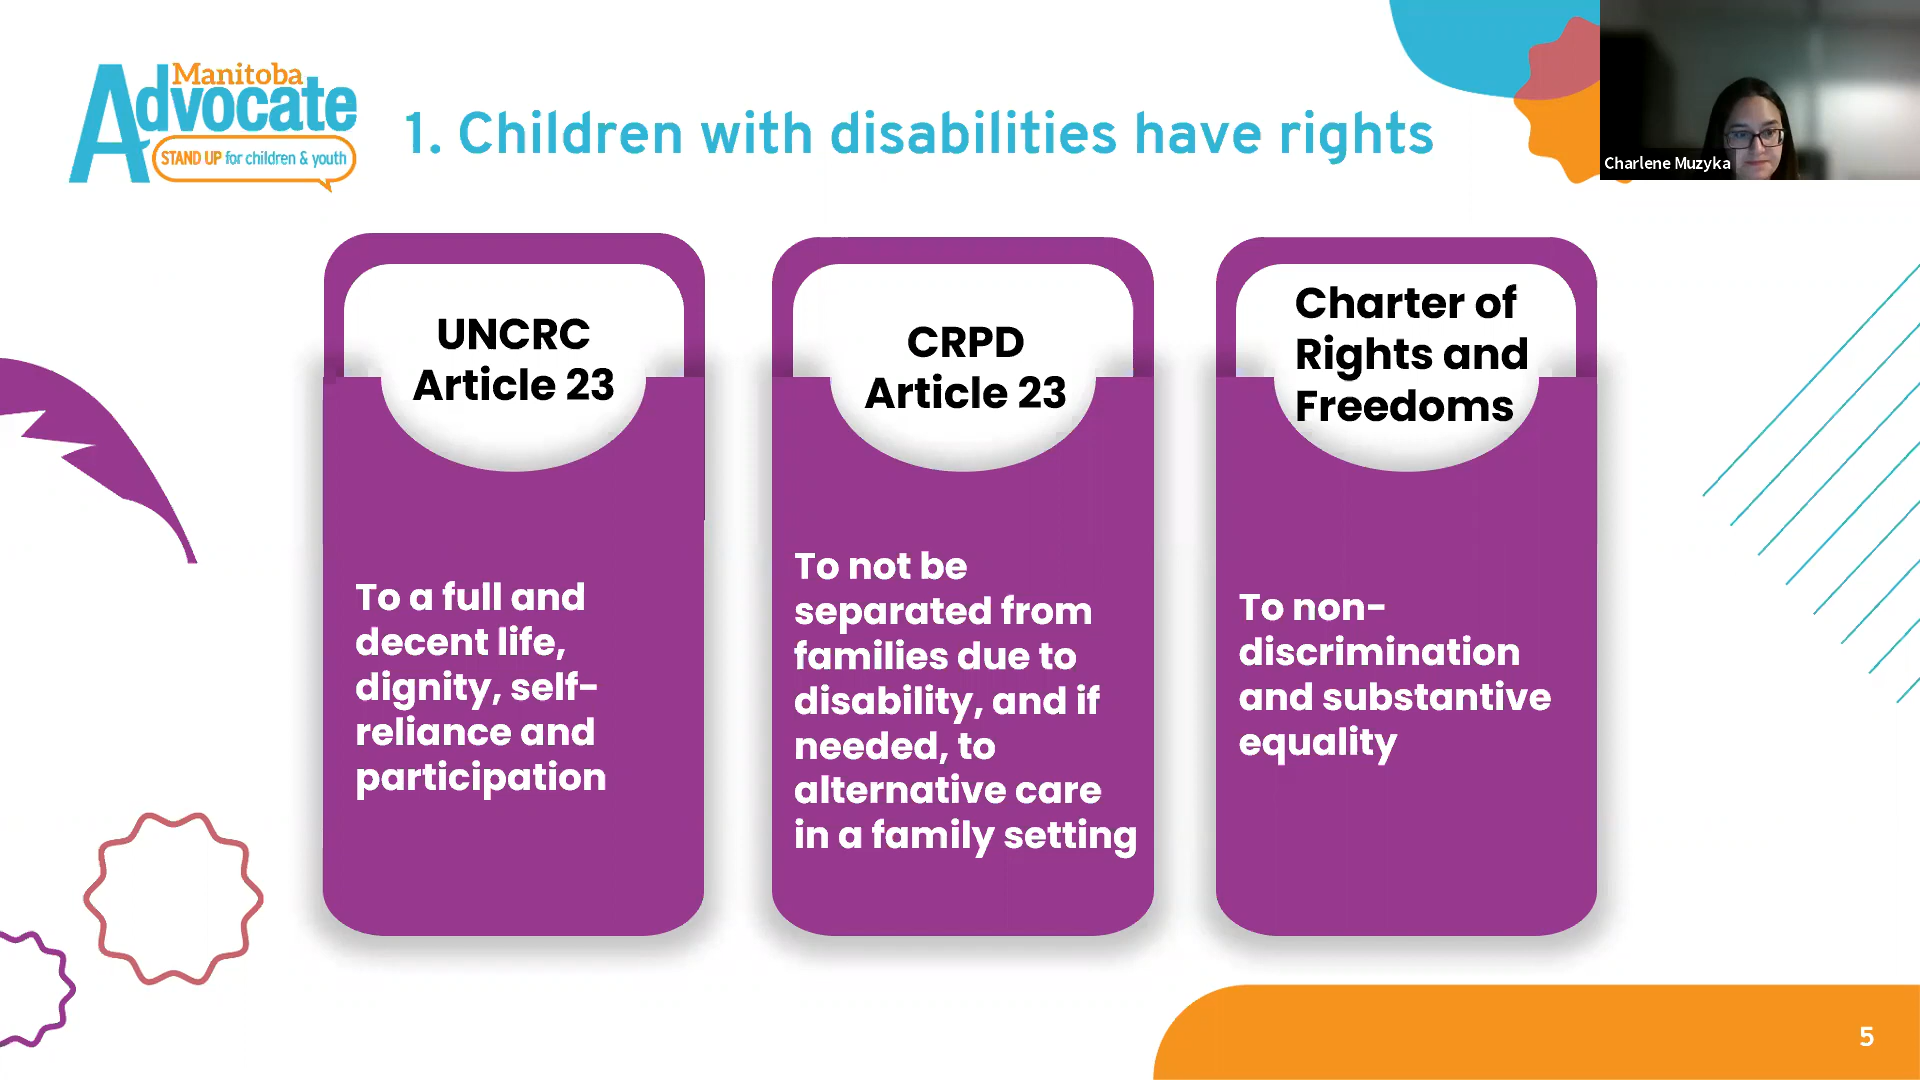 Manitoba
Advocate
STAND UP for children & youth
1. Children with disabilities have rights
Charlene Muzyka
UNCRC
Article 23
To a full and
decent life,
dignity, self-
reliance and
participation
CRPD
Article 23
To not be
separated from
families due to
disability, and if
needed, to
alternative care
in a family setting
Charter of
Rights and
Freedoms
To non-
discrimination
and substantive
equality
5